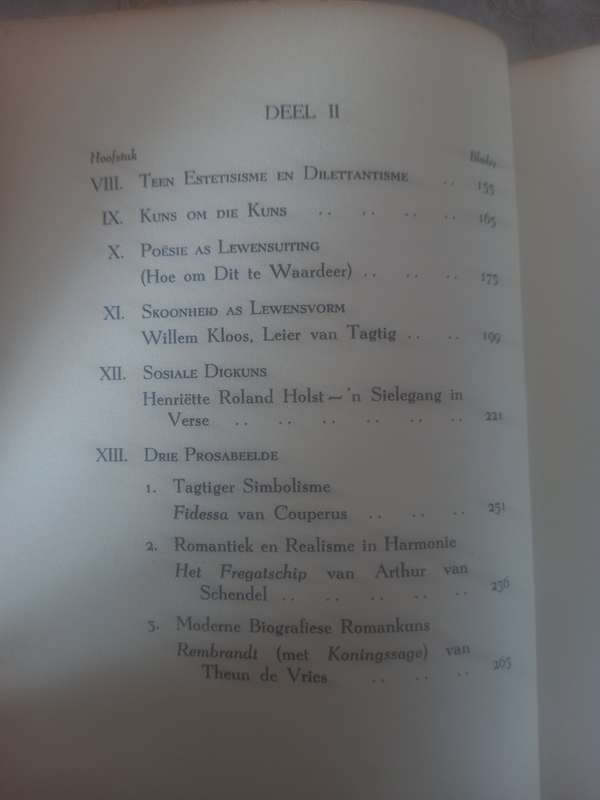 DEEL II
Hoofstuk Bladsy
VIII. TEEN ESTETISISME EN DILETTANTISME .. 155
IX. KUNS OM DIE KUNS .. .. .. .. 165
X. POËSIE AS LEWENSUITING
(Hoe om Dit te Waardeer) .. .. .. 175
XI. SKOONHEID AS LEWENSVORM
Willem Kloos, Leier van Tagtig .. .. 199
XII. SOSIALE DIGKUNS
Henriëtte Roland Holst — 'n Sielegang in
Verse .. .. .. .. .. .. 221
XIII. DRIE PROSABEELDE
1. Tagtiger Simbolisme
Fidessa van Couperus .. .. .. 251
2. Romantiek en Realisme in Harmonie
Het Fregatschip van Arthur van
Schendel .. .. .. .. .. 256
3. Moderne Biografiese Romankuns
Rembrandt (met Koningssage) van
Theun de Vries .. .. .. 265